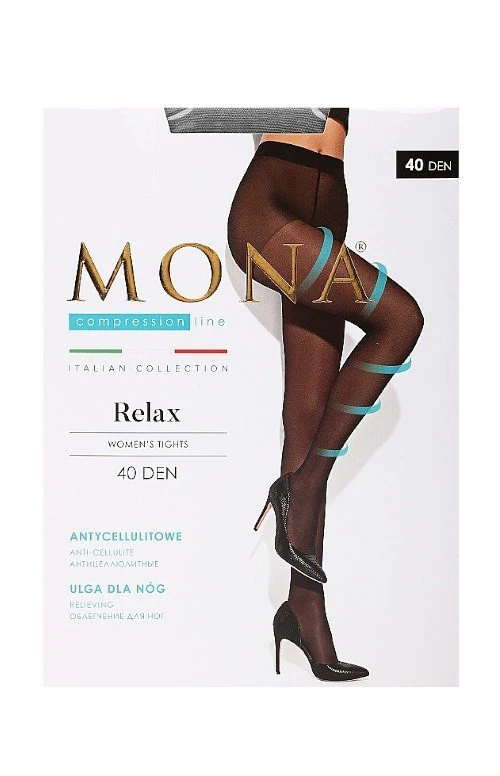 40 DEN
MONA®
compression line
ITALIAN COLLECTION
Relax
WOMEN'S TIGHTS
40 DEN
ANTYCELLULITOWE
ANTI-CELLULITE
АНТИЦЕЛЛЮЛИТНЫЕ
ULGA DLA NÓG
RELIEVING
ОБЛЕГЧЕНИЕ ДЛЯ НОГ